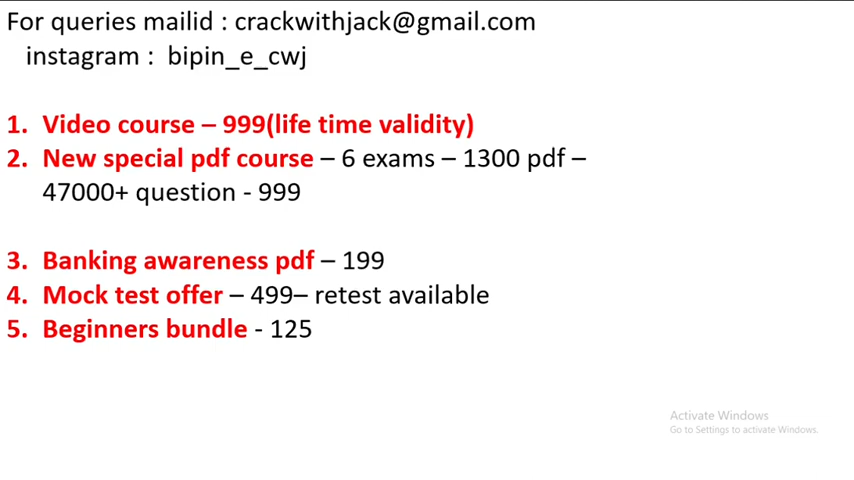 For queries mailid : crackwithjack@gmail.com
instagram : bipin_e_cwj
1. Video course – 999(life time validity)
2. New special pdf course – 6 exams – 1300 pdf –
47000+ question - 999
3. Banking awareness pdf – 199
4. Mock test offer – 499– retest available
5. Beginners bundle - 125
Activate Windows
Go to Settings to activate Windows.